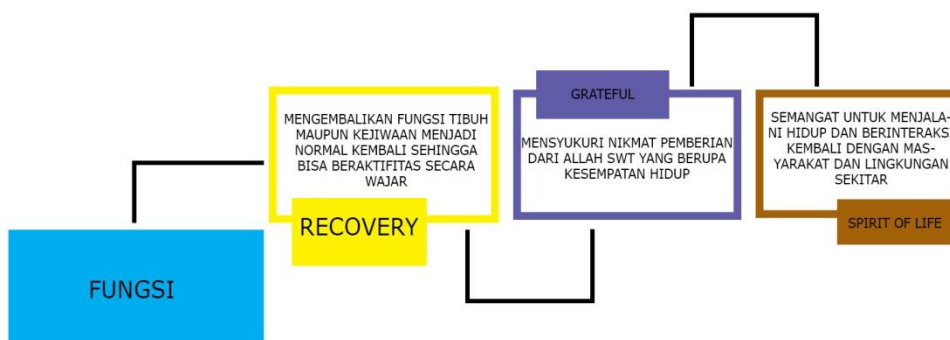 FUNGSI
MENGEMBALIKAN FUNGSI TIBUH
MAUPUN KEJIWAAN MENJADI
NORMAL KEMBALI SEHINGGA
BISA BERAKTIFITAS SECARA
WAJAR
RECOVERY
GRATEFUL
MENSYUKURI NIKMAT PEMBERIAN
DARI ALLAH SWT YANG BERUPA
KESEMPATAN HIDUP
SEMANGAT UNTUK MENJALA-
NI HIDUP DAN BERINTERAKS
KEMBALI DENGAN MAS-
YARAKAT DAN LINGKUNGAN
SEKITAR
SPIRIT OF LIFE